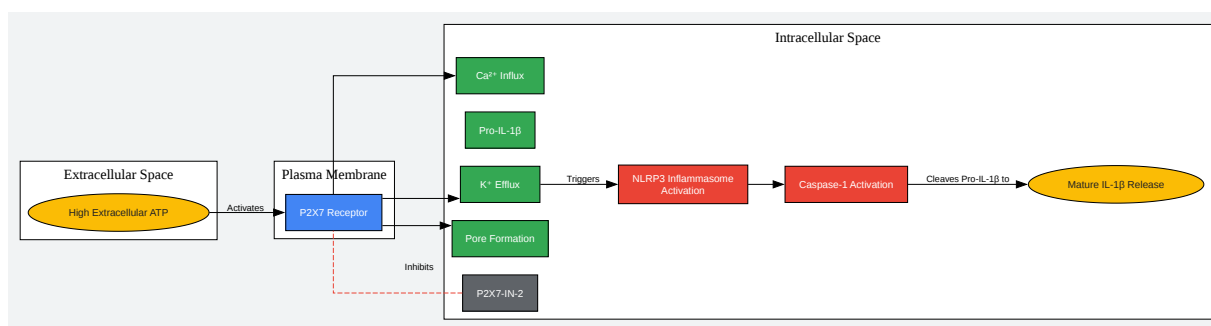 Intracellular Space
Ca²⁺ Influx
Pro-IL-1β
Extracellular Space
Plasma Membrane
High Extracellular ATP
Activates
P2X7 Receptor
K⁺ Efflux
Triggers
NLRP3 Inflammasome
Activation
Caspase-1 Activation
Cleaves Pro-IL-1β to
Mature IL-1β Release
Pore Formation
Inhibits
P2X7-IN-2